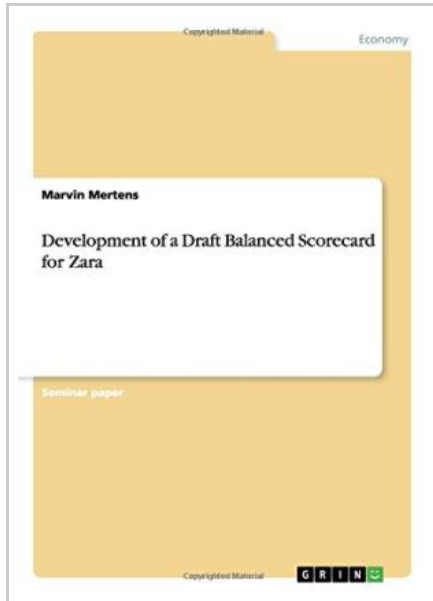 Copyrighted Material
Economy
Marvin Mertens
Development of a Draft Balanced Scorecard
for Zara
Seminar paper
Copyrighted Material
GRIN